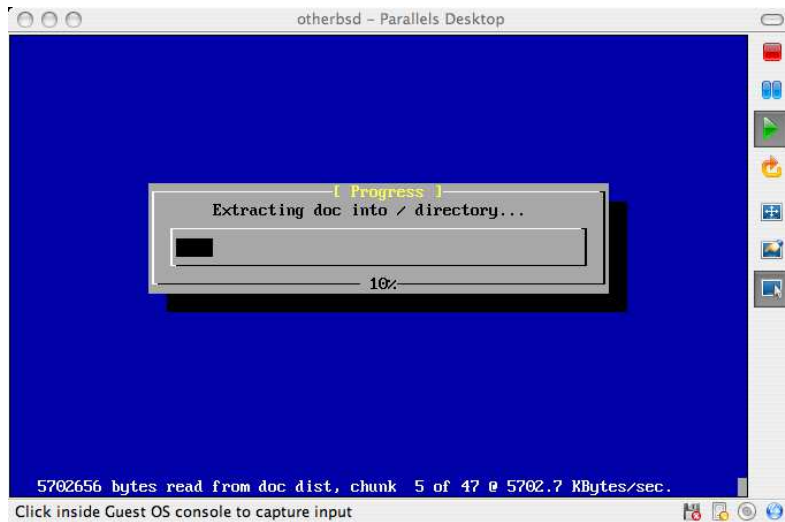 otherbsd – Parallels Desktop
[ Progress ]
Extracting doc into / directory...
10%
5702656 bytes read from doc dist, chunk  5 of 47 @ 5702.7 KBytes/sec.
Click inside Guest OS console to capture input